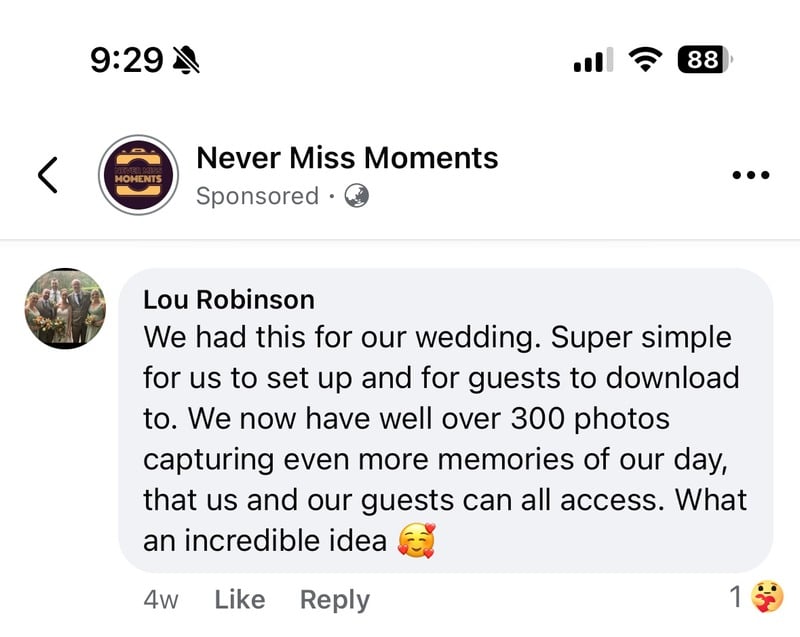 9:29
88
Never Miss Moments
NEVER MISS
MOMENTS
Sponsored ·
Lou Robinson
We had this for our wedding. Super simple
for us to set up and for guests to download
to. We now have well over 300 photos
capturing even more memories of our day,
that us and our guests can all access. What
an incredible idea 🥰
4w Like Reply 1